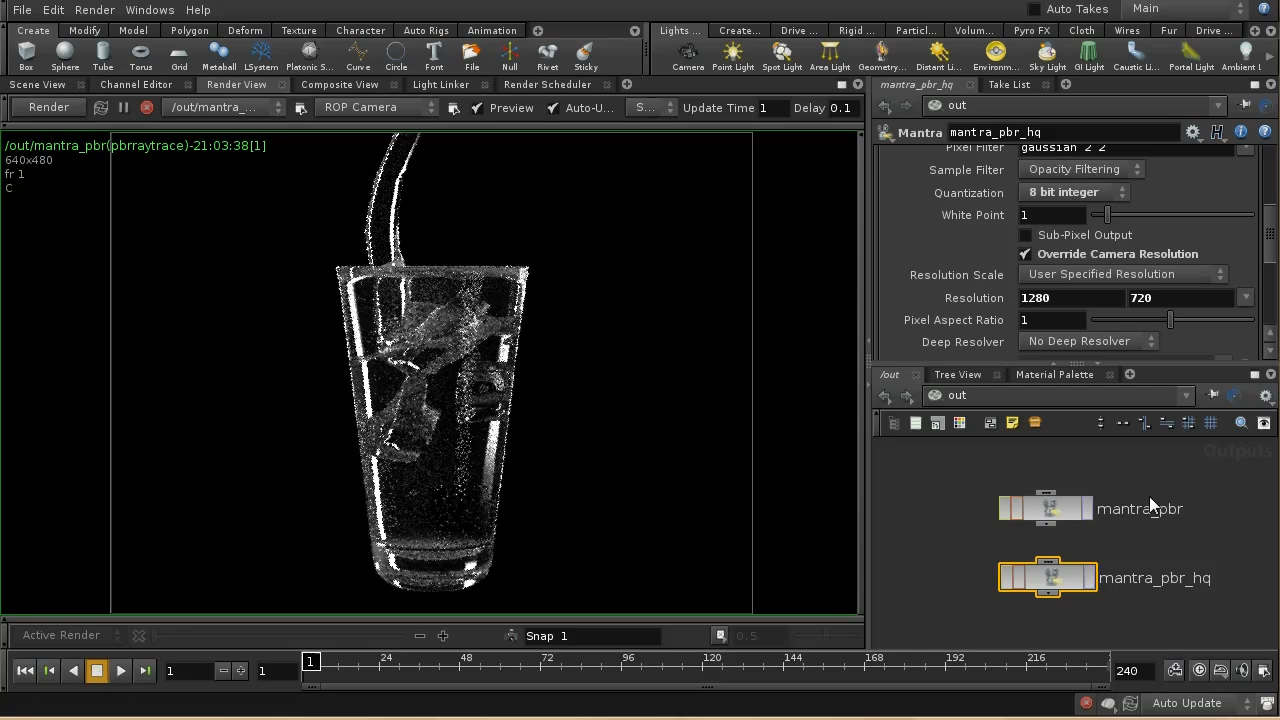 File Edit Render Windows Help Auto Takes Main
Create Modify Model Polygon Deform Texture Character Auto Rigs Animation Lights ... Create... Drive ... Rigid ... Particl... Volum... Pyro FX Cloth Wires Fur Drive ...
Box Sphere Tube Torus Grid Metaball LSystem Platonic S... Curve Circle Font File Null Rivet Sticky Camera Point Light Spot Light Area Light Geometry... Distant Li... Environm... Sky Light GI Light Caustic Li... Portal Light Ambient l
Scene View Channel Editor Render View Composite View Light Linker Render Scheduler mantra_pbr_hq Take List
Render /out/mantra_... ROP Camera Preview Auto-U... S... Update Time 1 Delay 0.1 out
Mantra mantra_pbr_hq
/out/mantra_pbr(pbrraytrace)-21:03:38[1]
640x480
fr 1
C
Pixel Filter gaussian 2 2
Sample Filter Opacity Filtering
Quantization 8 bit integer
White Point 1
Sub-Pixel Output
Override Camera Resolution
Resolution Scale User Specified Resolution
Resolution 1280 720
Pixel Aspect Ratio 1
Deep Resolver No Deep Resolver
/out Tree View Material Palette
out
Outputs
mantra_pbr
mantra_pbr_hq
Active Render Snap 1 0.5
1 1 1 24 48 72 96 120 144 168 192 216 240
Auto Update